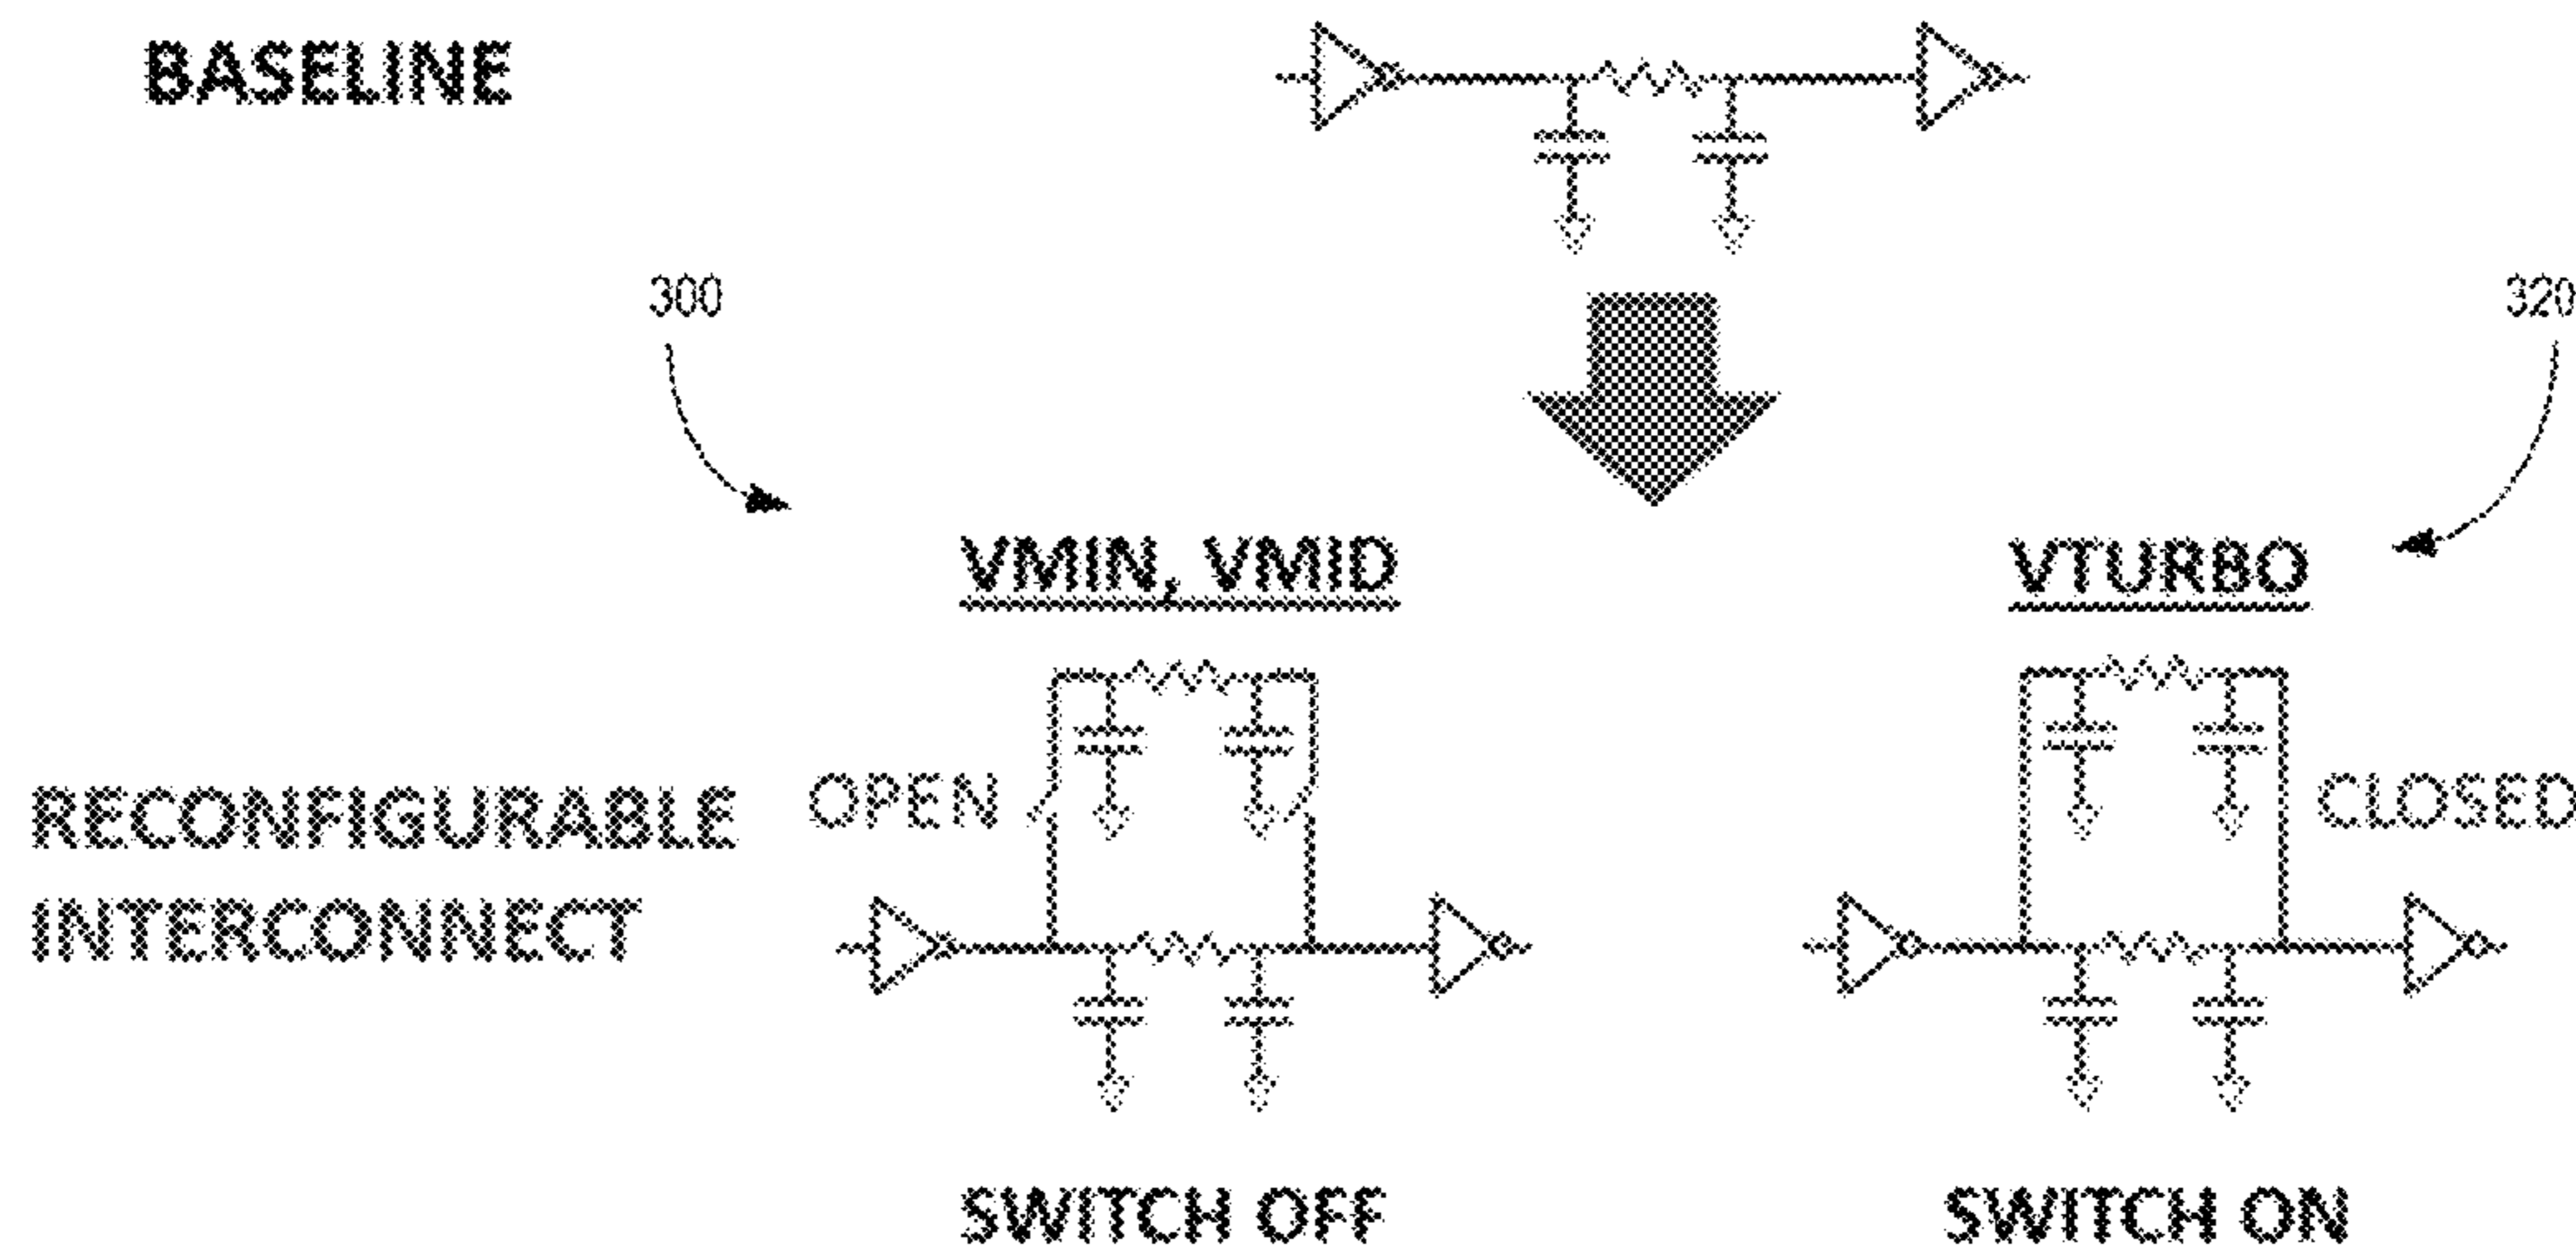 BASELINE
300
320
VMIN, VMID
VTURBO
OPEN
CLOSED
RECONFIGURABLE
INTERCONNECT
SWITCH OFF
SWITCH ON